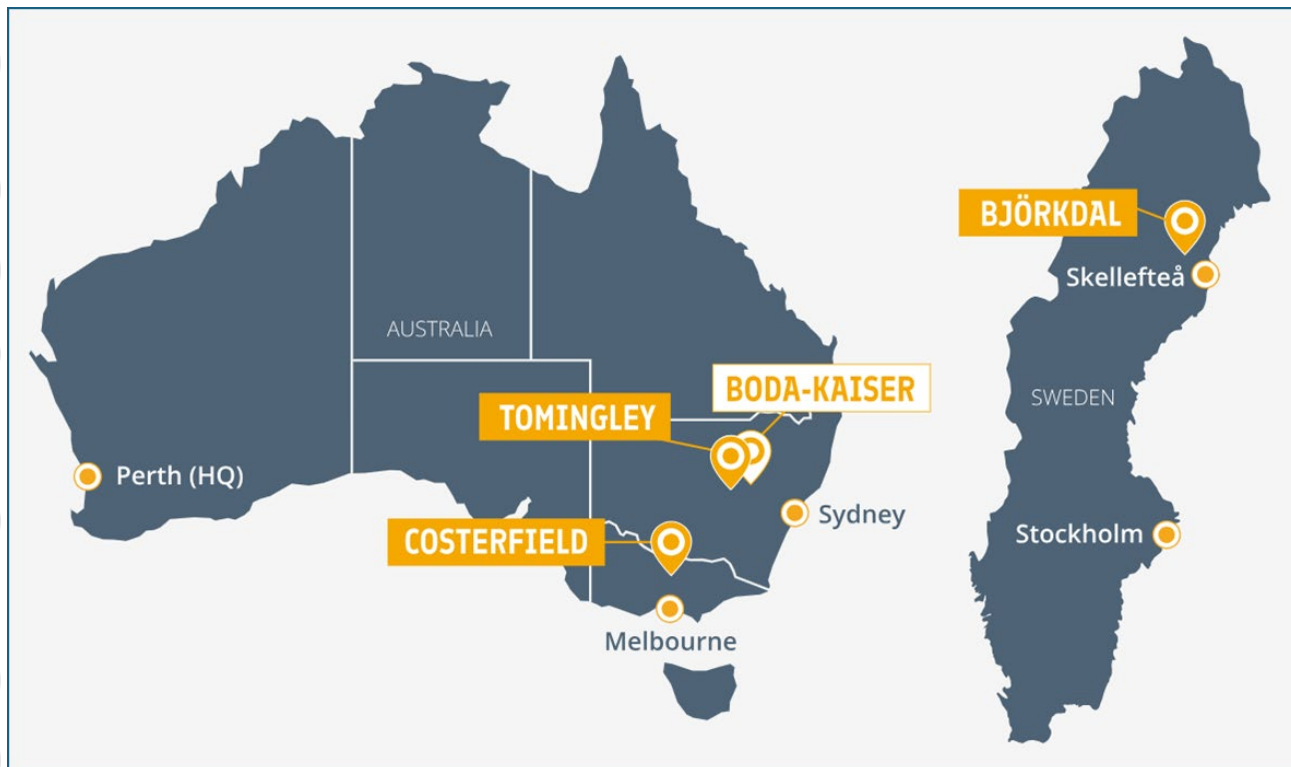 BJÖRKDAL
Skellefteå
AUSTRALIA
BODA-KAISER
SWEDEN
TOMINGLEY
Perth (HQ)
Sydney
COSTERFIELD
Stockholm
Melbourne